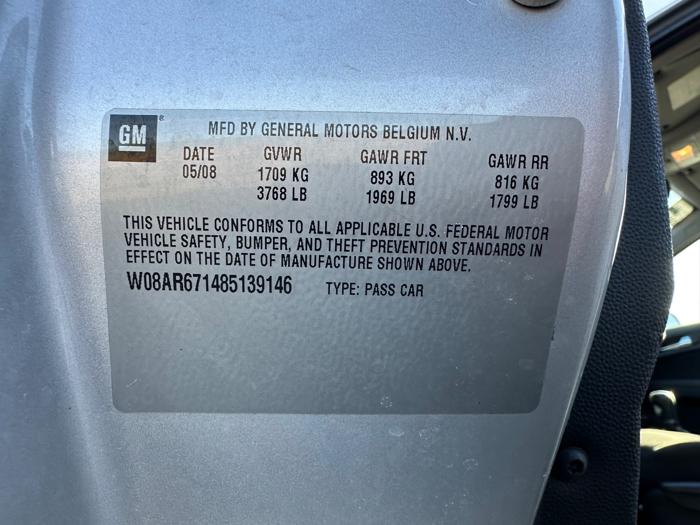 GM®
MFD BY GENERAL MOTORS BELGIUM N.V.
DATE GVWR GAWR FRT GAWR RR
05/08 1709 KG 893 KG 816 KG
3768 LB 1969 LB 1799 LB
THIS VEHICLE CONFORMS TO ALL APPLICABLE U.S. FEDERAL MOTOR
VEHICLE SAFETY, BUMPER, AND THEFT PREVENTION STANDARDS IN
EFFECT ON THE DATE OF MANUFACTURE SHOWN ABOVE.
W08AR671485139146 TYPE: PASS CAR